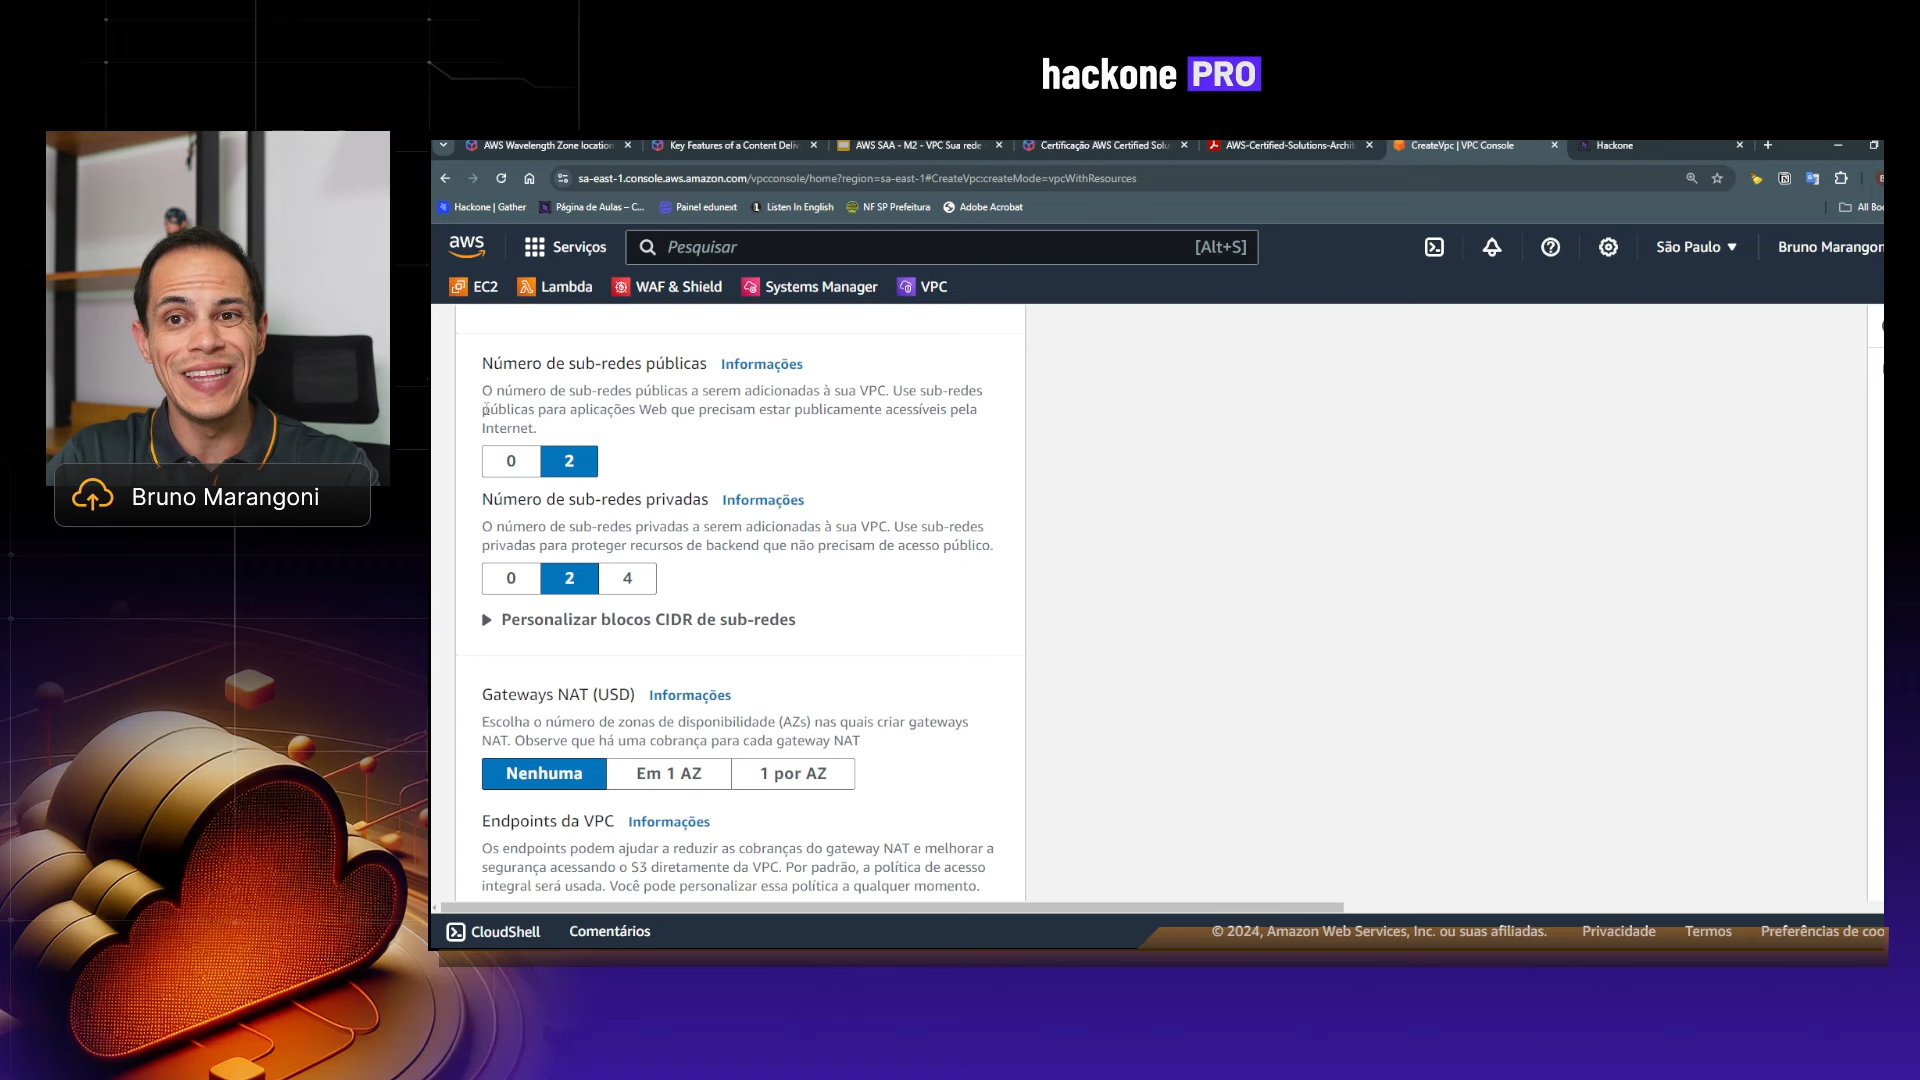 hackone PRO
Bruno Marangoni
AWS Wavelength Zone location
Key Features of a Content Deliv
AWS SAA - M2 - VPC Sua rede
Certificação AWS Certified Solu
AWS-Certified-Solutions-Archit
CreateVpc | VPC Console
Hackone
sa-east-1.console.aws.amazon.com/vpcconsole/home?region=sa-east-1#CreateVpc:createMode=vpcWithResources
Hackone | Gather
Página de Aulas – C...
Painel edunext
Listen In English
NF SP Prefeitura
Adobe Acrobat
All Boo
aws
Serviços
Pesquisar
[Alt+S]
São Paulo
Bruno Marangon
EC2
Lambda
WAF & Shield
Systems Manager
VPC
Número de sub-redes públicas Informações
O número de sub-redes públicas a serem adicionadas à sua VPC. Use sub-redes
públicas para aplicações Web que precisam estar publicamente acessíveis pela
Internet.
0 2
Número de sub-redes privadas Informações
O número de sub-redes privadas a serem adicionadas à sua VPC. Use sub-redes
privadas para proteger recursos de backend que não precisam de acesso público.
0 2 4
Personalizar blocos CIDR de sub-redes
Gateways NAT (USD) Informações
Escolha o número de zonas de disponibilidade (AZs) nas quais criar gateways
NAT. Observe que há uma cobrança para cada gateway NAT
Nenhuma Em 1 AZ 1 por AZ
Endpoints da VPC Informações
Os endpoints podem ajudar a reduzir as cobranças do gateway NAT e melhorar a
segurança acessando o S3 diretamente da VPC. Por padrão, a política de acesso
integral será usada. Você pode personalizar essa política a qualquer momento.
CloudShell
Comentários
© 2024, Amazon Web Services, Inc. ou suas afiliadas.
Privacidade
Termos
Preferências de coo